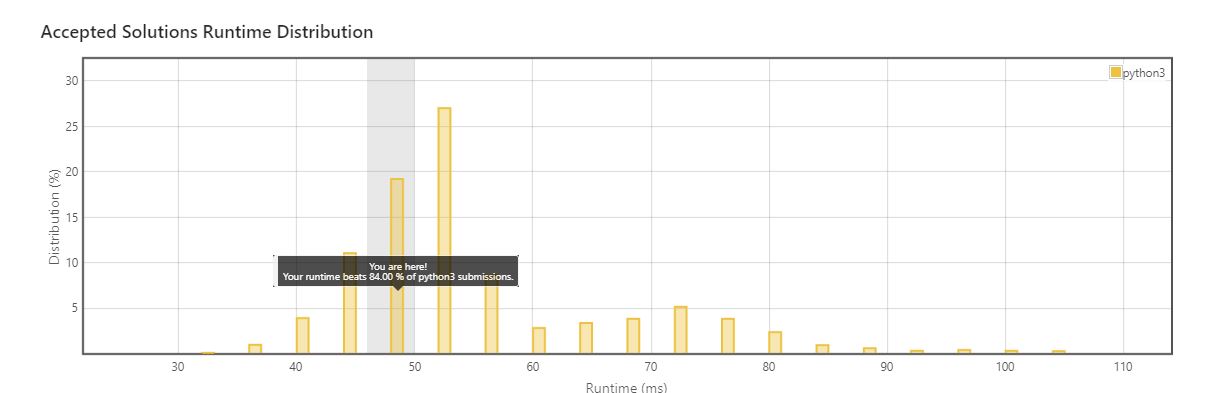 Accepted Solutions Runtime Distribution
python3
30
25
20
15
10
5
Distribution (%)
You are here!
Your runtime beats 84.00 % of python3 submissions.
30 40 50 60 70 80 90 100 110
Runtime (ms)